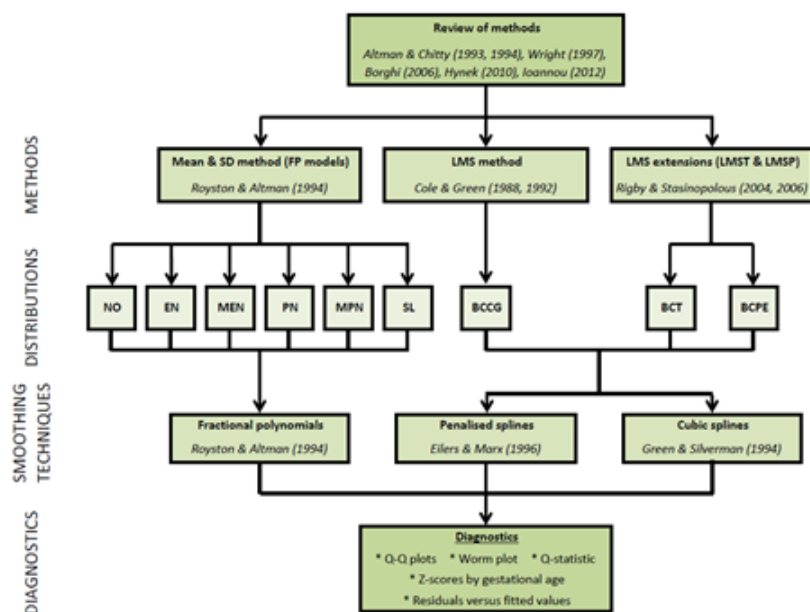 Review of methods
Altman & Chitty (1993, 1994), Wright (1997),
Borghi (2006), Hynek (2010), Ioannou (2012)
METHODS
Mean & SD method (FP models)
Royston & Altman (1994)
LMS method
Cole & Green (1988, 1992)
LMS extensions (LMST & LMSP)
Rigby & Stasinopolous (2004, 2006)
DISTRIBUTIONS
NO
EN
MEN
PN
MPN
SL
BCCG
BCT
BCPE
SMOOTHING
TECHNIQUES
Fractional polynomials
Royston & Altman (1994)
Penalised splines
Eilers & Marx (1996)
Cubic splines
Green & Silverman (1994)
DIAGNOSTICS
Diagnostics
* Q-Q plots * Worm plot * Q-statistic
* Z-scores by gestational age
* Residuals versus fitted values